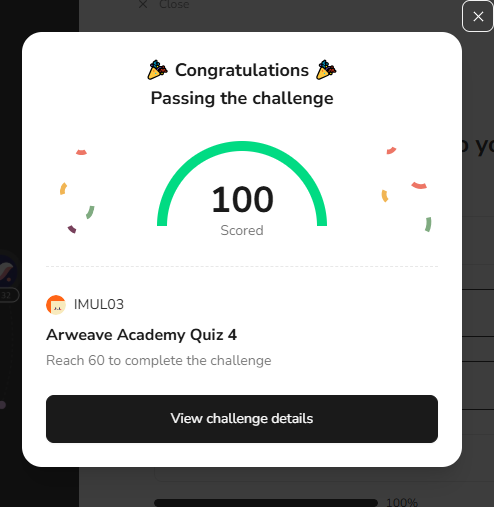 Close
🎉 Congratulations 🎉
Passing the challenge
100
Scored
IMUL03
Arweave Academy Quiz 4
Reach 60 to complete the challenge
View challenge details
32
100%